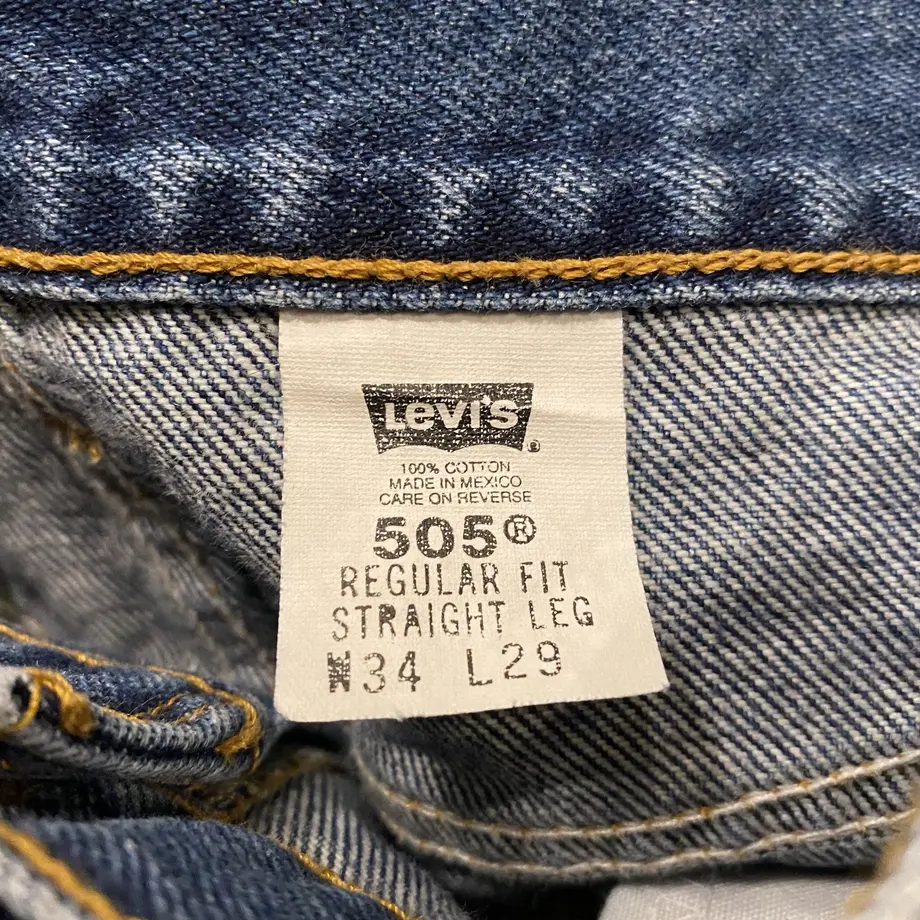 Levi's®
100% COTTON
MADE IN MEXICO
CARE ON REVERSE
505®
REGULAR FIT
STRAIGHT LEG
W34 L29